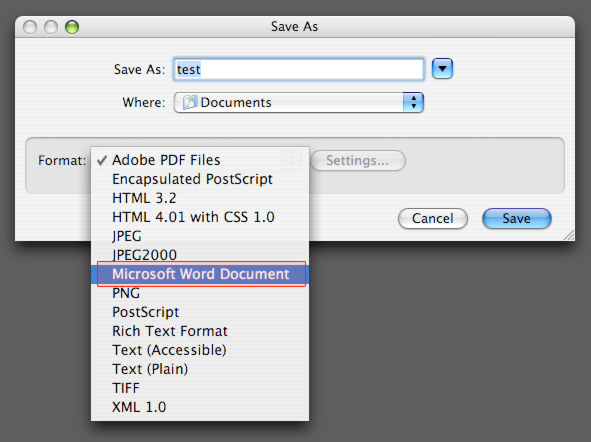 Save As
Save As: test
Where: Documents
Format: ✓ Adobe PDF Files Settings...
Encapsulated PostScript
HTML 3.2
HTML 4.01 with CSS 1.0
JPEG
JPEG2000
Microsoft Word Document
PNG
PostScript
Rich Text Format
Text (Accessible)
Text (Plain)
TIFF
XML 1.0
Cancel Save